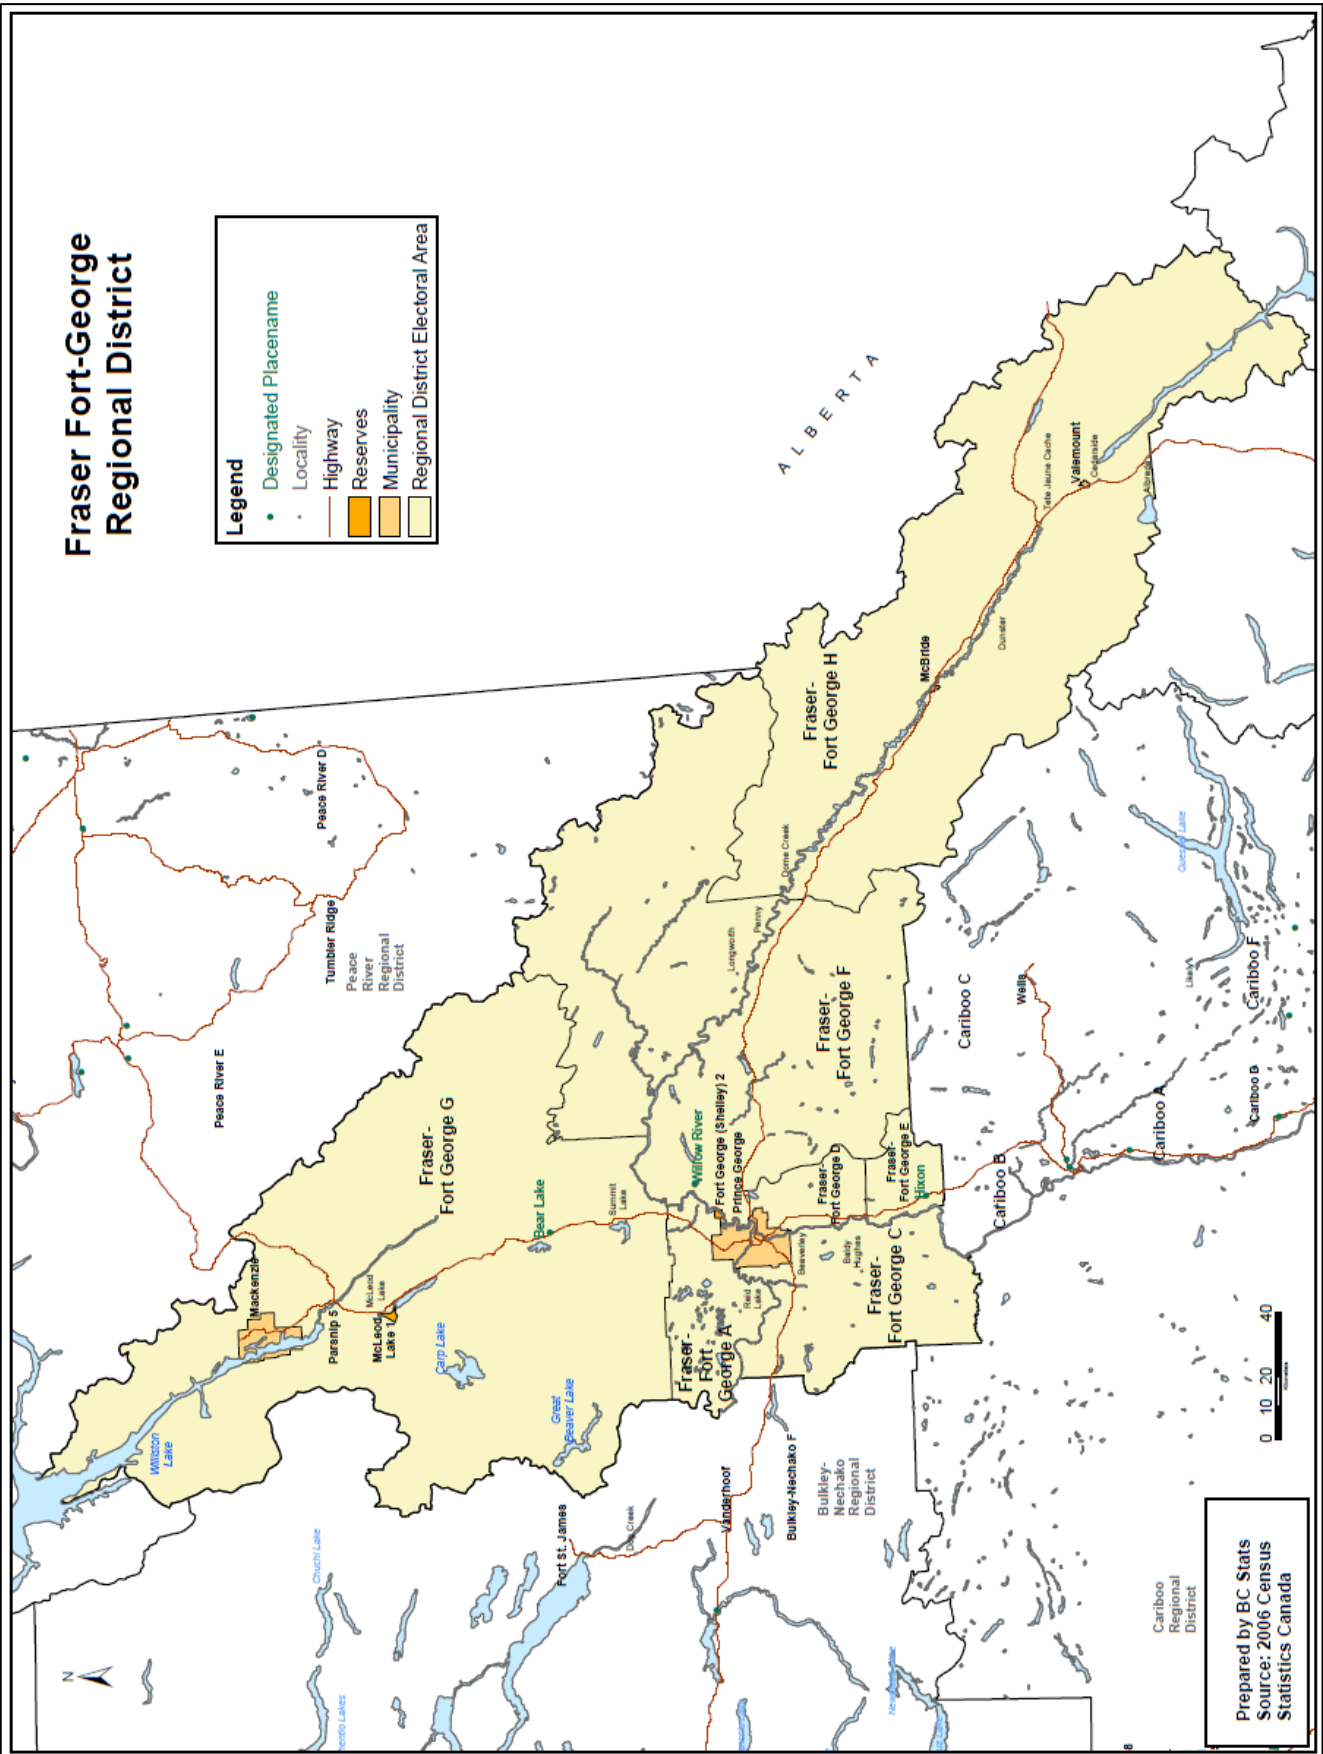 Fraser Fort-George
Regional District
Legend
Designated Placename
Locality
Highway
Reserves
Municipality
Regional District Electoral Area
ALBERTA
N
Williston
Lake
Mackenzie
Parsnip 5
McLeod
Lake
McLeod
Lake 1
Carp Lake
Great
Beaver Lake
Fraser-
Fort George G
Bear Lake
Summit
Lake
Peace River E
Peace River D
Tumbler Ridge
Peace
River
Regional
District
Chuchi Lake
Fort St. James
Dog Creek
Vanderhoof
Bulkley-Nechako F
Bulkley-
Nechako
Regional
District
Fraser-
Fort
George A
Reid
Lake
Willow River
Fort George (Shelley) 2
Prince George
Beaverley
Baldy
Hughes
Fraser-
Fort George C
Fraser-
Fort George D
Fraser-
Fort George E
Hixon
Fraser-
Fort George F
Longworth
Penny
Dome Creek
Fraser-
Fort George H
McBride
Dunster
Tete Jaune Cache
Valemount
Cedarside
Albreda
Cariboo C
Wells
Cariboo B
Cariboo A
Cariboo B
Cariboo F
Likely
Quesnel Lake
Cariboo
Regional
District
0 10 20 40
Kilometers
Prepared by BC Stats
Source: 2006 Census
Statistics Canada